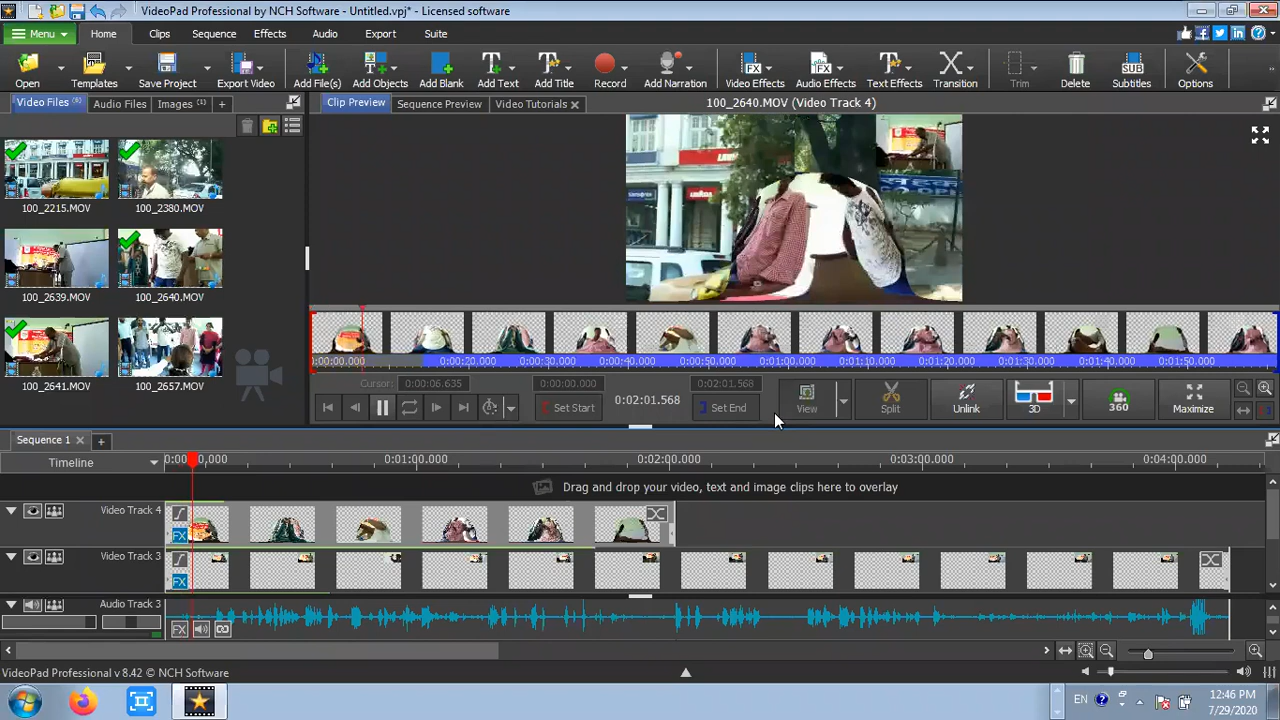 VideoPad Professional by NCH Software - Untitled.vpj* - Licensed software
Menu Home Clips Sequence Effects Audio Export Suite
Open Templates Save Project Export Video Add File(s) Add Objects Add Blank Add Text Add Title Record Add Narration Video Effects Audio Effects Text Effects Transition Trim Delete Subtitles Options
Video Files (9) Audio Files Images (1) +
Clip Preview Sequence Preview Video Tutorials 100_2640.MOV (Video Track 4)
100_2215.MOV 100_2380.MOV
100_2639.MOV 100_2640.MOV
100_2641.MOV 100_2657.MOV
0:00:00.000 0:00:20.000 0:00:30.000 0:00:40.000 0:00:50.000 0:01:00.000 0:01:10.000 0:01:20.000 0:01:30.000 0:01:40.000 0:01:50.000
Cursor: 0:00:06.635 0:00:00.000 0:02:01.568
Set Start 0:02:01.568 Set End
View Split Unlink 3D 360 Maximize
Sequence 1 +
Timeline 0:00:00.000 0:01:00.000 0:02:00.000 0:03:00.000 0:04:00.000
Drag and drop your video, text and image clips here to overlay
Video Track 4
FX
Video Track 3
FX
Audio Track 3
FX
VideoPad Professional v 8.42 © NCH Software
EN 12:46 PM
7/29/2020